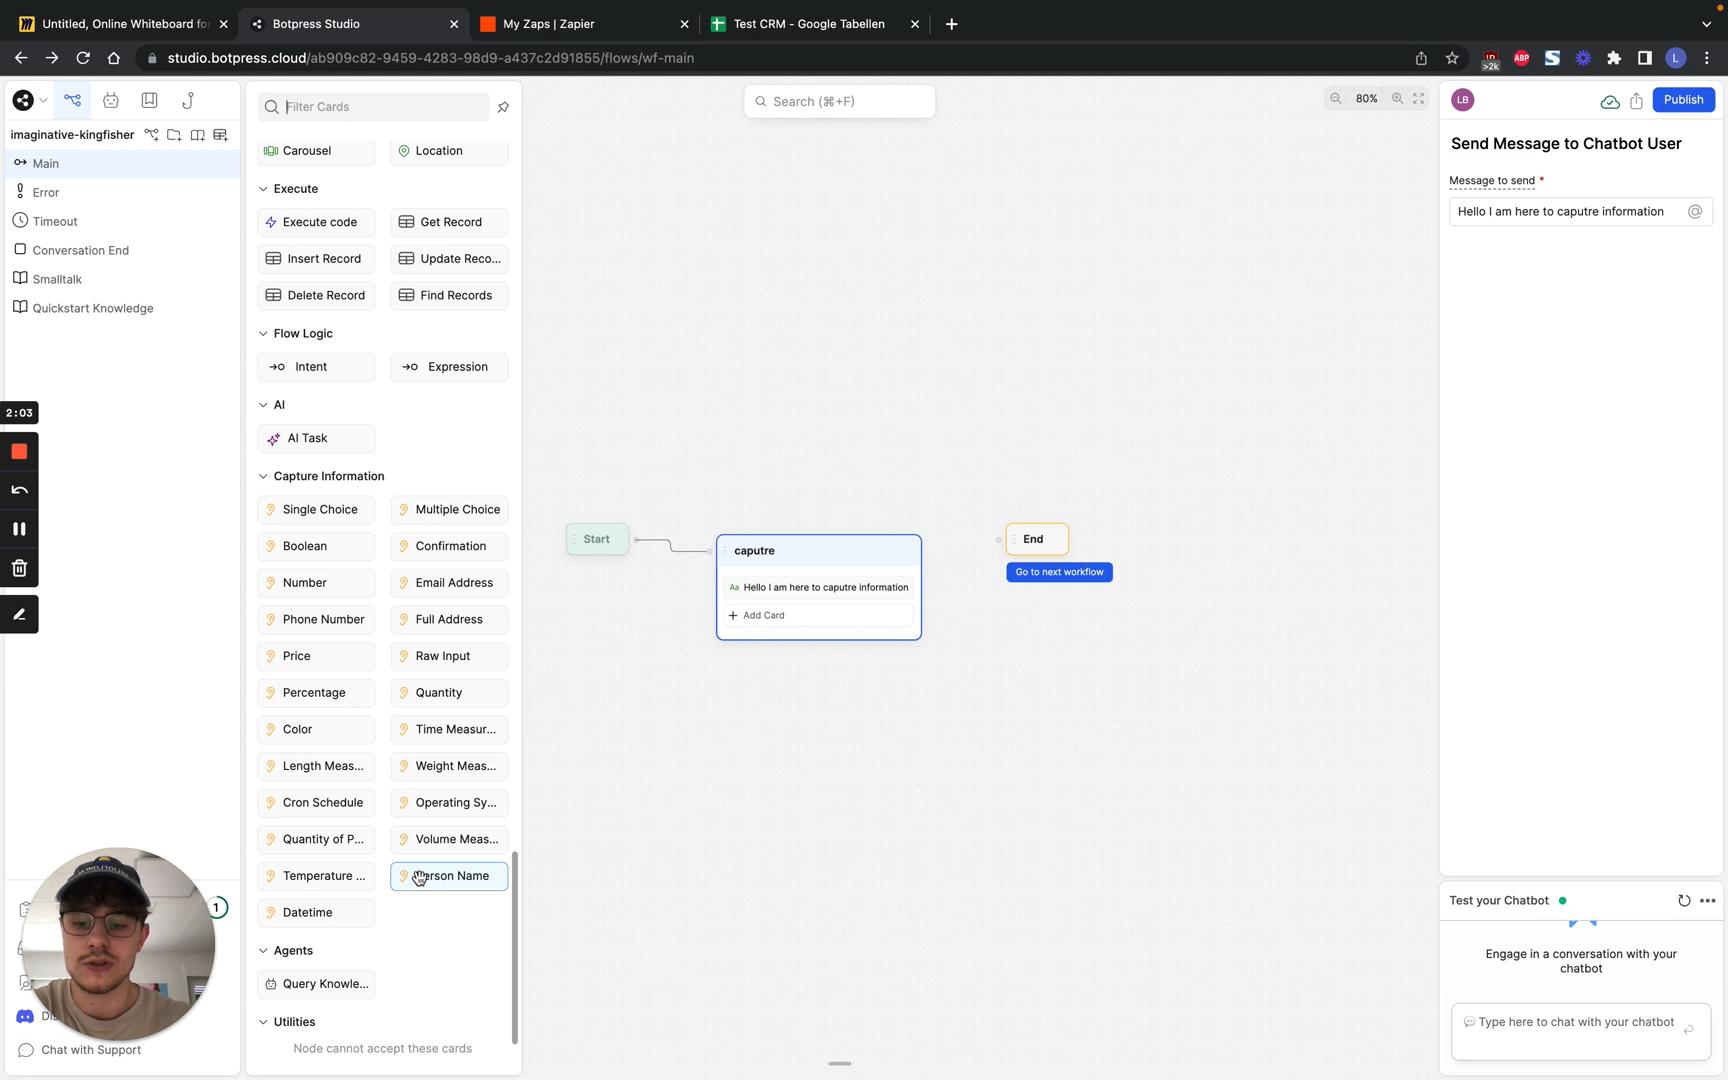 Untitled, Online Whiteboard for
Botpress Studio
My Zaps | Zapier
Test CRM - Google Tabellen
studio.botpress.cloud/ab909c82-9459-4283-98d9-a437c2d91855/flows/wf-main
>2k
ABP
L
Filter Cards
Search (⌘+F)
80%
LB
Publish
imaginative-kingfisher
Main
Error
Timeout
Conversation End
Smalltalk
Quickstart Knowledge
2:03
1
Chat with Support
Carousel
Location
Execute
Execute code
Get Record
Insert Record
Update Reco...
Delete Record
Find Records
Flow Logic
Intent
Expression
AI
AI Task
Capture Information
Single Choice
Multiple Choice
Boolean
Confirmation
Number
Email Address
Phone Number
Full Address
Price
Raw Input
Percentage
Quantity
Color
Time Measur...
Length Meas...
Weight Meas...
Cron Schedule
Operating Sy...
Quantity of P...
Volume Meas...
Temperature ...
Person Name
Datetime
Agents
Query Knowle...
Utilities
Node cannot accept these cards
Start
caputre
Aa Hello I am here to caputre information
+ Add Card
End
Go to next workflow
Send Message to Chatbot User
Message to send *
Hello I am here to caputre information
Test your Chatbot
Engage in a conversation with your
chatbot
Type here to chat with your chatbot